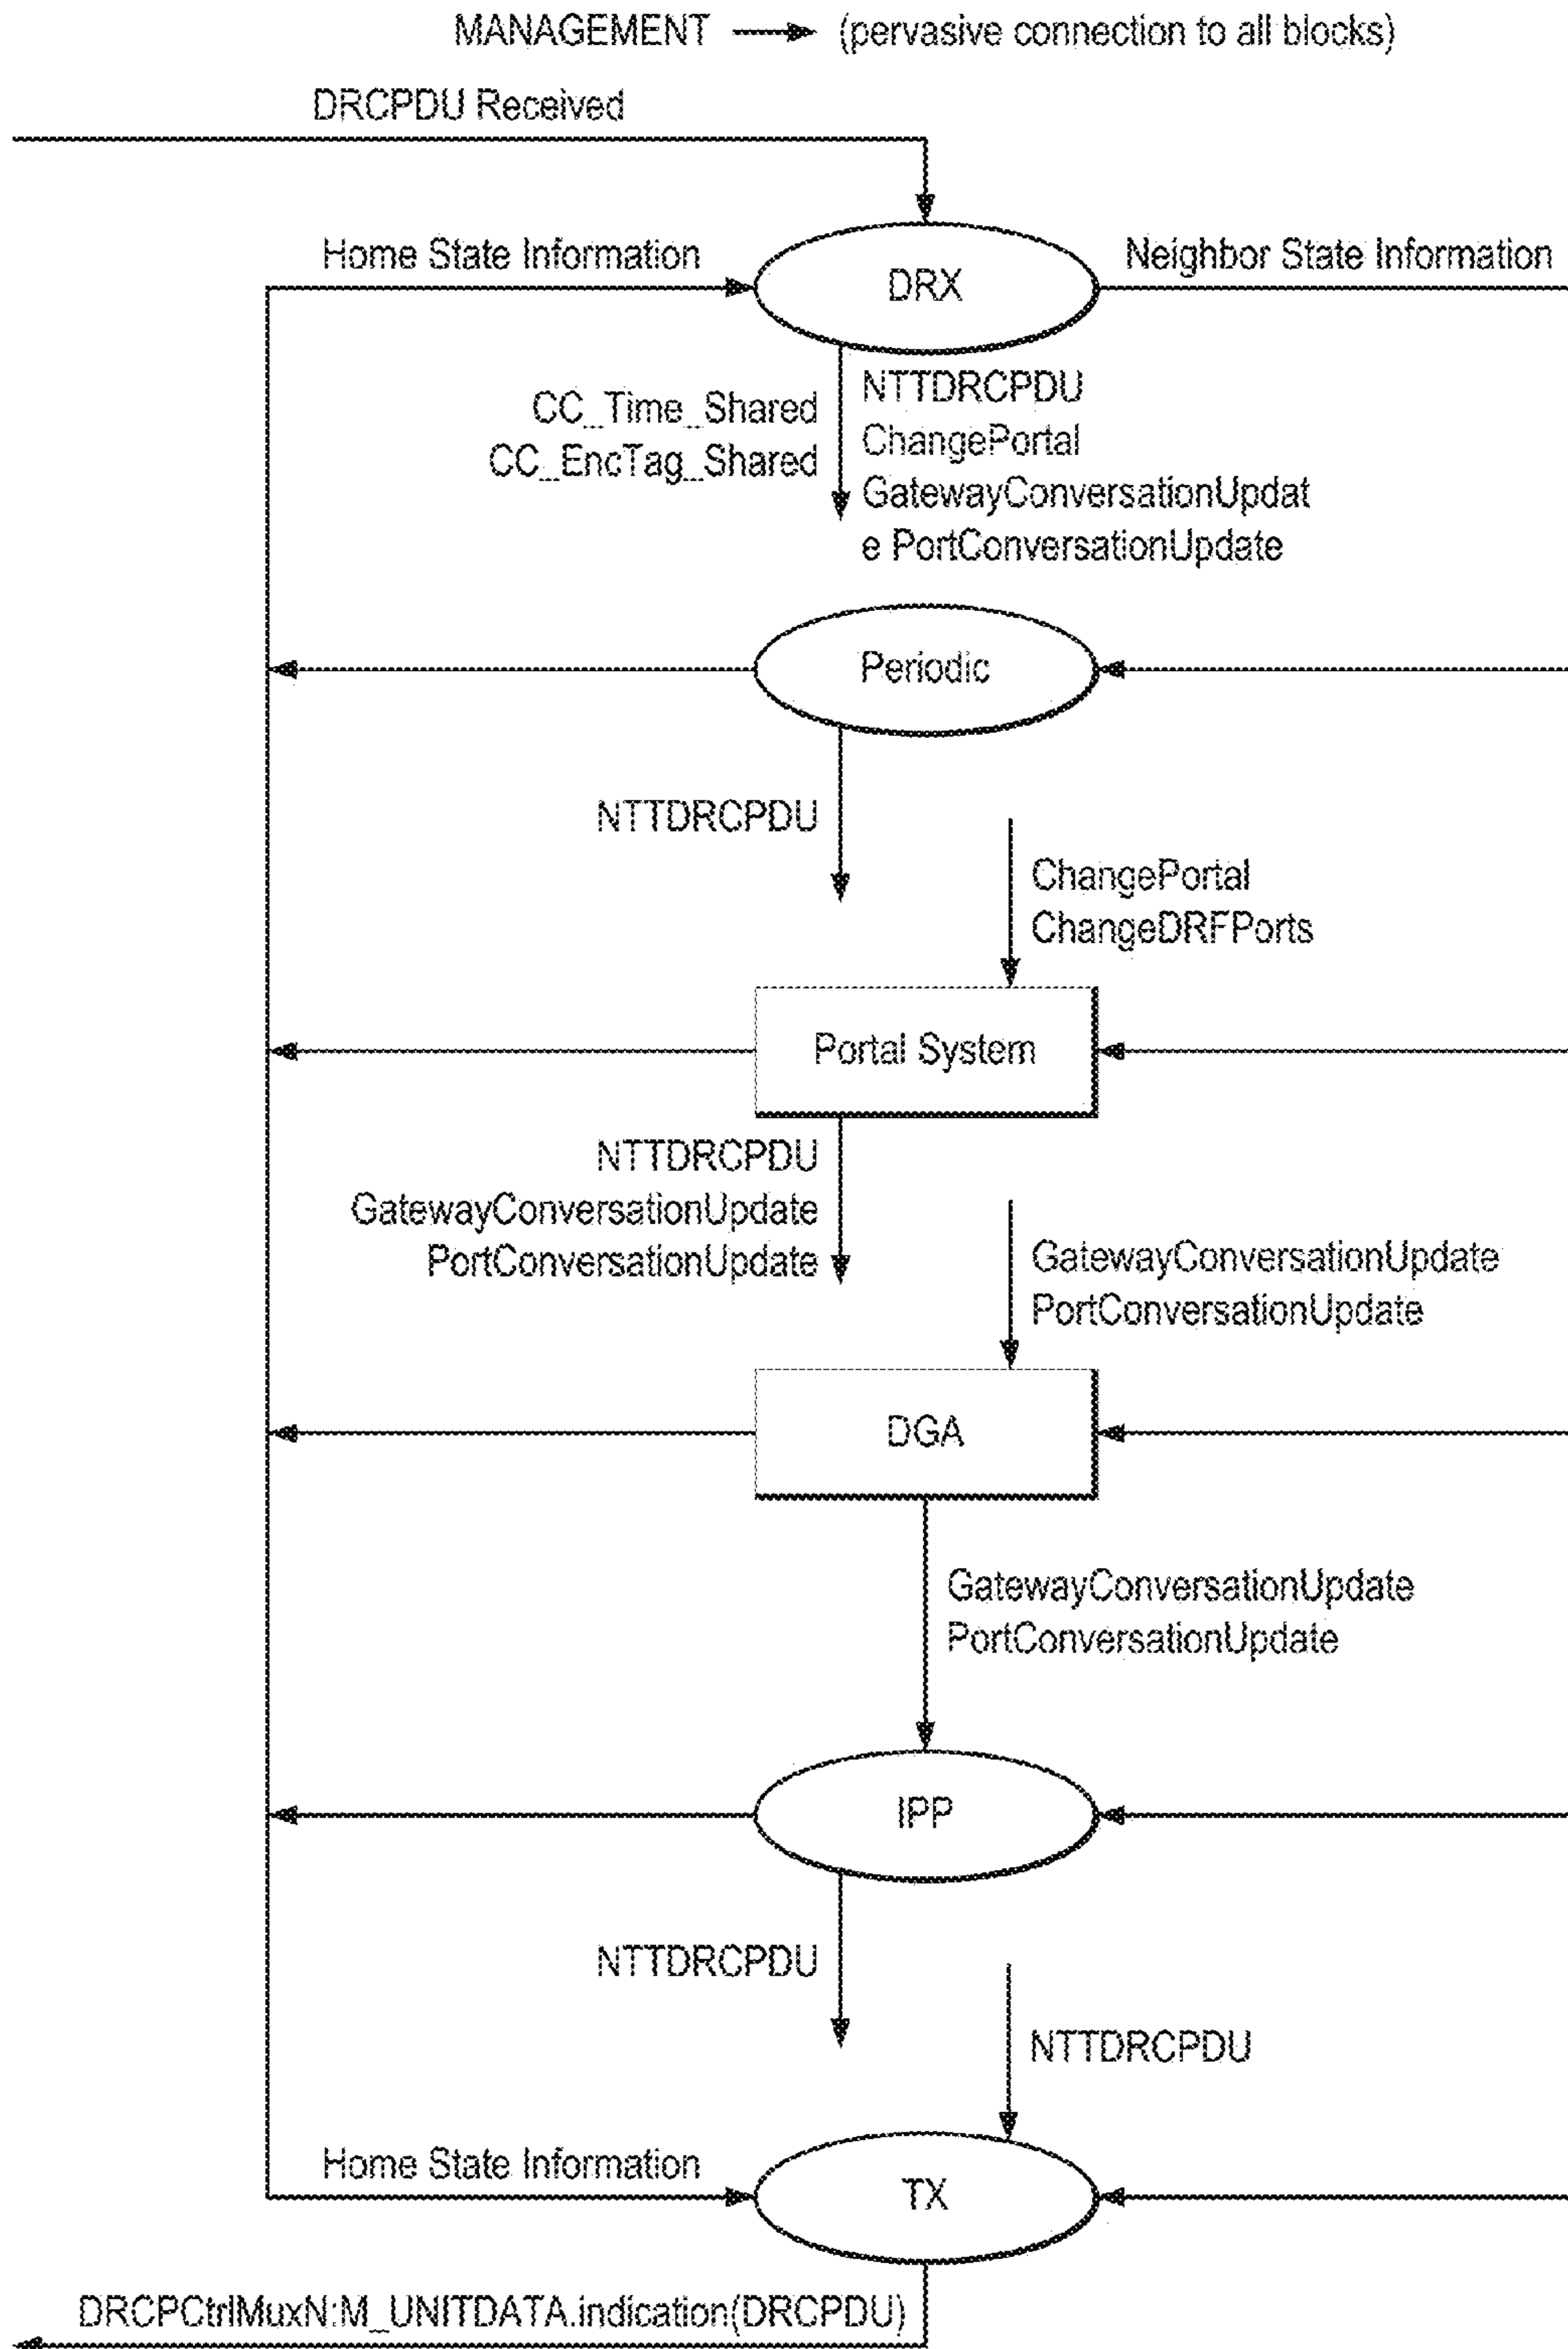 MANAGEMENT (pervasive connection to all blocks)
DRCPDU Received
Home State Information
DRX
Neighbor State Information
CC_Time_Shared
CC_EncTag_Shared
NTTDRCPDU
ChangePortal
GatewayConversationUpdat
e PortConversationUpdate
Periodic
NTTDRCPDU
ChangePortal
ChangeDRFPorts
Portal System
NTTDRCPDU
GatewayConversationUpdate
PortConversationUpdate
GatewayConversationUpdate
PortConversationUpdate
DGA
GatewayConversationUpdate
PortConversationUpdate
IPP
NTTDRCPDU
NTTDRCPDU
Home State Information
TX
DRCPCtrlMuxN:M_UNITDATA.indication(DRCPDU)